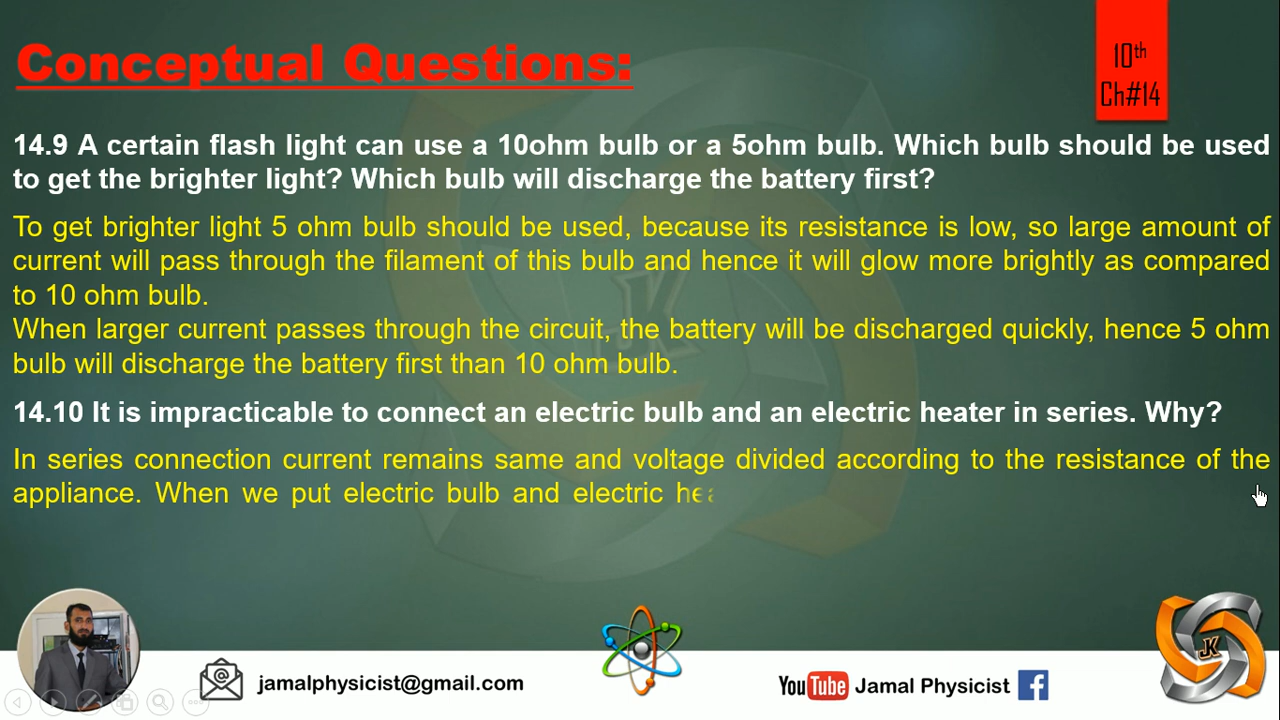 Conceptual Questions:
10th
Ch#14
14.9 A certain flash light can use a 10ohm bulb or a 5ohm bulb. Which bulb should be used
to get the brighter light? Which bulb will discharge the battery first?
To get brighter light 5 ohm bulb should be used, because its resistance is low, so large amount of
current will pass through the filament of this bulb and hence it will glow more brightly as compared
to 10 ohm bulb.
When larger current passes through the circuit, the battery will be discharged quickly, hence 5 ohm
bulb will discharge the battery first than 10 ohm bulb.
14.10 It is impracticable to connect an electric bulb and an electric heater in series. Why?
In series connection current remains same and voltage divided according to the resistance of the
appliance. When we put electric bulb and electric
JK
jamalphysicist@gmail.com
YouTube Jamal Physicist f